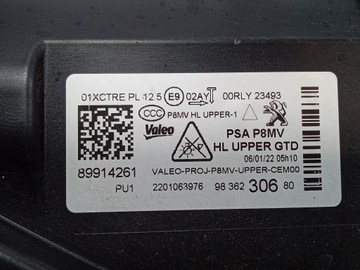 01XCTRE PL 12.5 E9 02AYT 00RLY 23493
CCC P8MV HL UPPER-1
Valeo
PSA P8MV
HL UPPER GTD
06/01/22 05h10
89914261 VALEO-PROJ-P8MV-UPPER-CEM00
PU1 2201063976 98 362 306 80